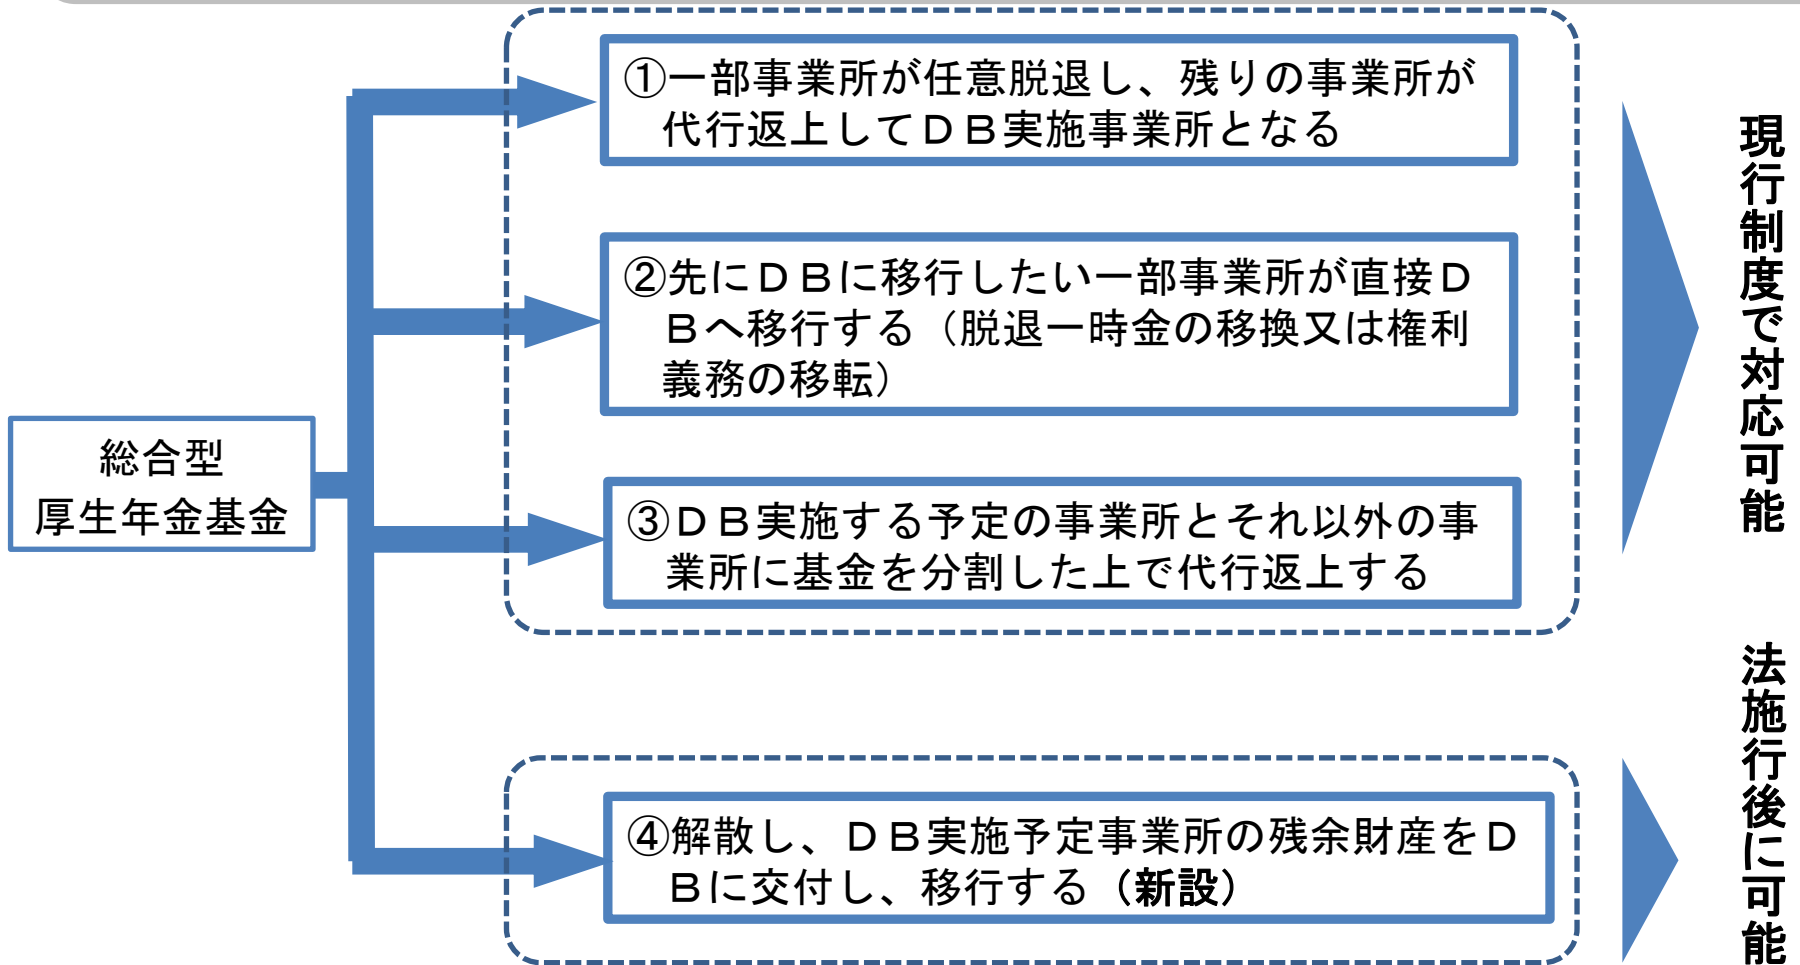 ①一部事業所が任意脱退し、残りの事業所が
代行返上してＤＢ実施事業所となる
②先にＤＢに移行したい一部事業所が直接Ｄ
Ｂへ移行する（脱退一時金の移換又は権利
義務の移転）
総合型
厚生年金基金
③ＤＢ実施する予定の事業所とそれ以外の事
業所に基金を分割した上で代行返上する
④解散し、ＤＢ実施予定事業所の残余財産をＤ
Ｂに交付し、移行する（新設）
現行制度で対応可能
法施行後に可能